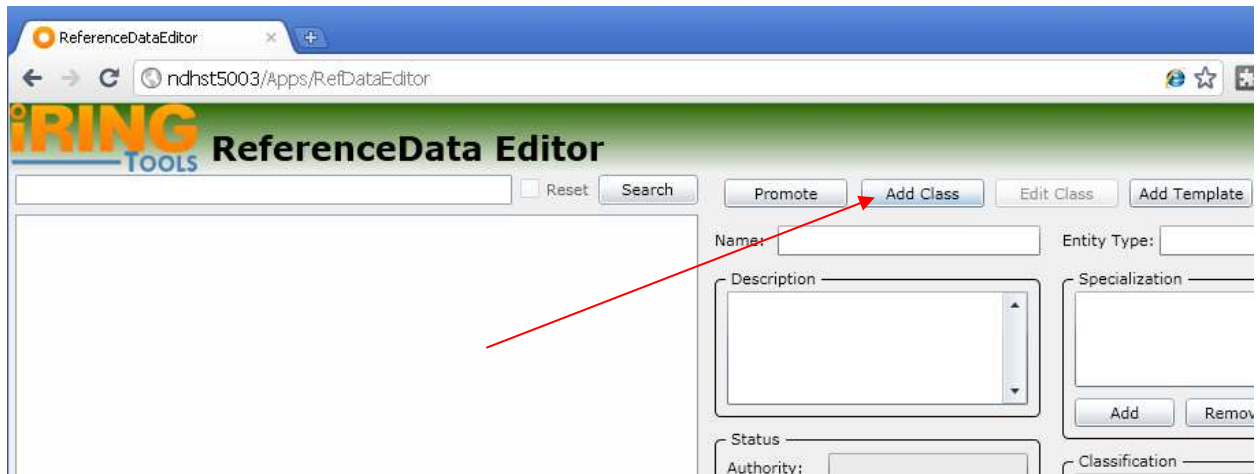 ReferenceDataEditor
ndhst5003/Apps/RefDataEditor
iRING
TOOLS
ReferenceData Editor
Reset Search Promote Add Class Edit Class Add Template
Name: Entity Type:
Description Specialization
Add Remov
Status
Authority:
Classification